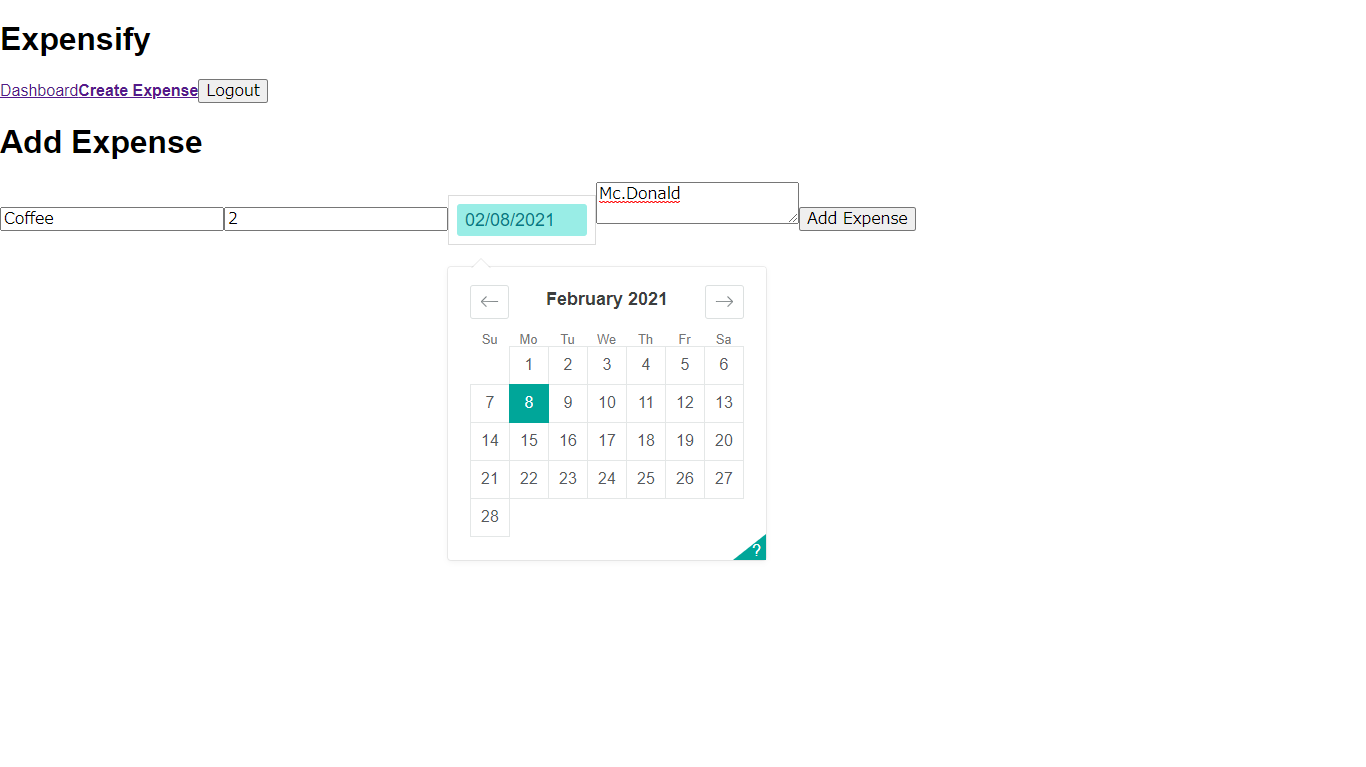 Expensify
DashboardCreate Expense Logout
Add Expense
Coffee 2 02/08/2021 Mc.Donald Add Expense
February 2021
Su Mo Tu We Th Fr Sa
1 2 3 4 5 6
7 8 9 10 11 12 13
14 15 16 17 18 19 20
21 22 23 24 25 26 27
28
?